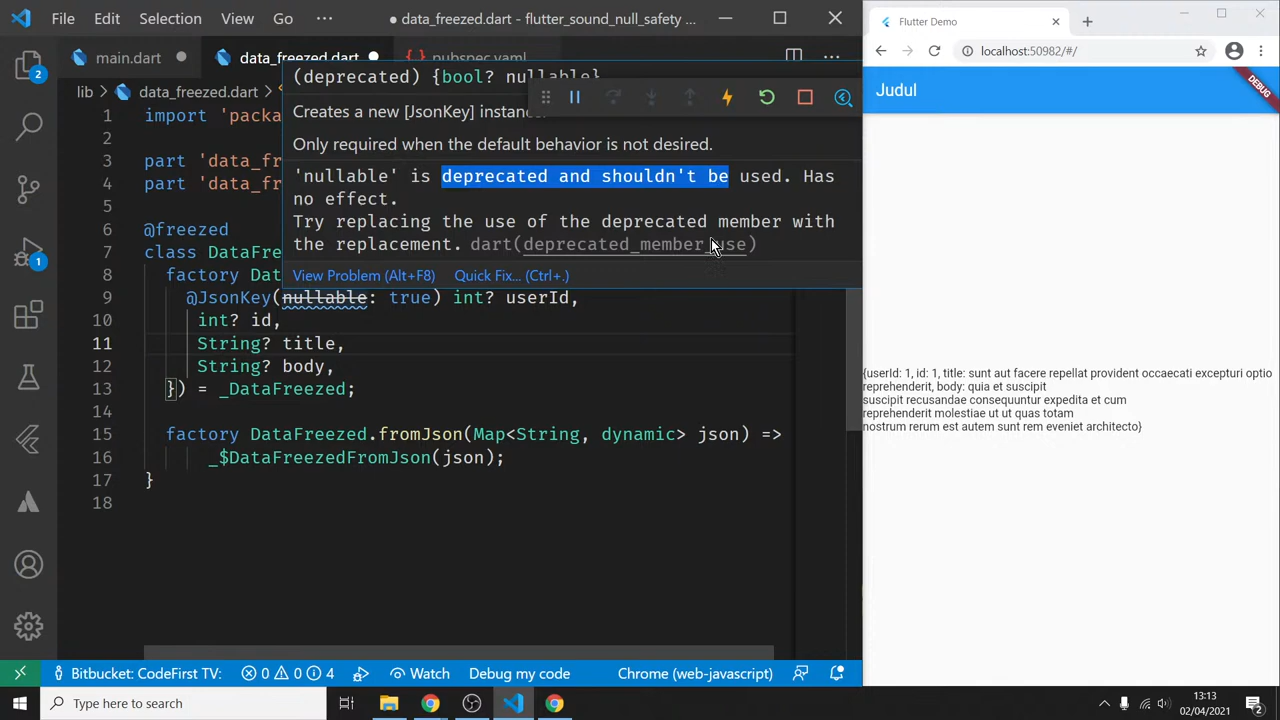 File Edit Selection View Go ··· ● data_freezed.dart - flutter_sound_null_safety ...
main.dart
data_freezed.dart
pubspec.yaml
lib > data_freezed.dart >
(deprecated) {bool? nullable}
Creates a new [JsonKey] instance.
Only required when the default behavior is not desired.
'nullable' is deprecated and shouldn't be used. Has
no effect.
Try replacing the use of the deprecated member with
the replacement. dart(deprecated_member_use)
View Problem (Alt+F8) Quick Fix... (Ctrl+.)
1 import 'packa
2
3 part 'data_fr
4 part 'data_fr
5
6 @freezed
7 class DataFre
8 factory Dat
9 @JsonKey(nullable: true) int? userId,
10 int? id,
11 String? title,
12 String? body,
13 }) = _DataFreezed;
14
15 factory DataFreezed.fromJson(Map<String, dynamic> json) =>
16 _$DataFreezedFromJson(json);
17 }
18
2
1
Bitbucket: CodeFirst TV: 0 0 4 Watch Debug my code Chrome (web-javascript)
Flutter Demo
localhost:50982/#/
Judul
DEBUG
{userId: 1, id: 1, title: sunt aut facere repellat provident occaecati excepturi optio
reprehenderit, body: quia et suscipit
suscipit recusandae consequuntur expedita et cum
reprehenderit molestiae ut ut quas totam
nostrum rerum est autem sunt rem eveniet architecto}
Type here to search
13:13
02/04/2021
2